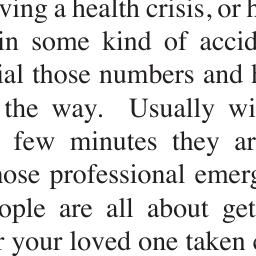 ving a health crisis, or h
in some kind of accid
ial those numbers and h
the way. Usually wi
few minutes they ar
nose professional emerg
ople are all about get
r your loved one taken